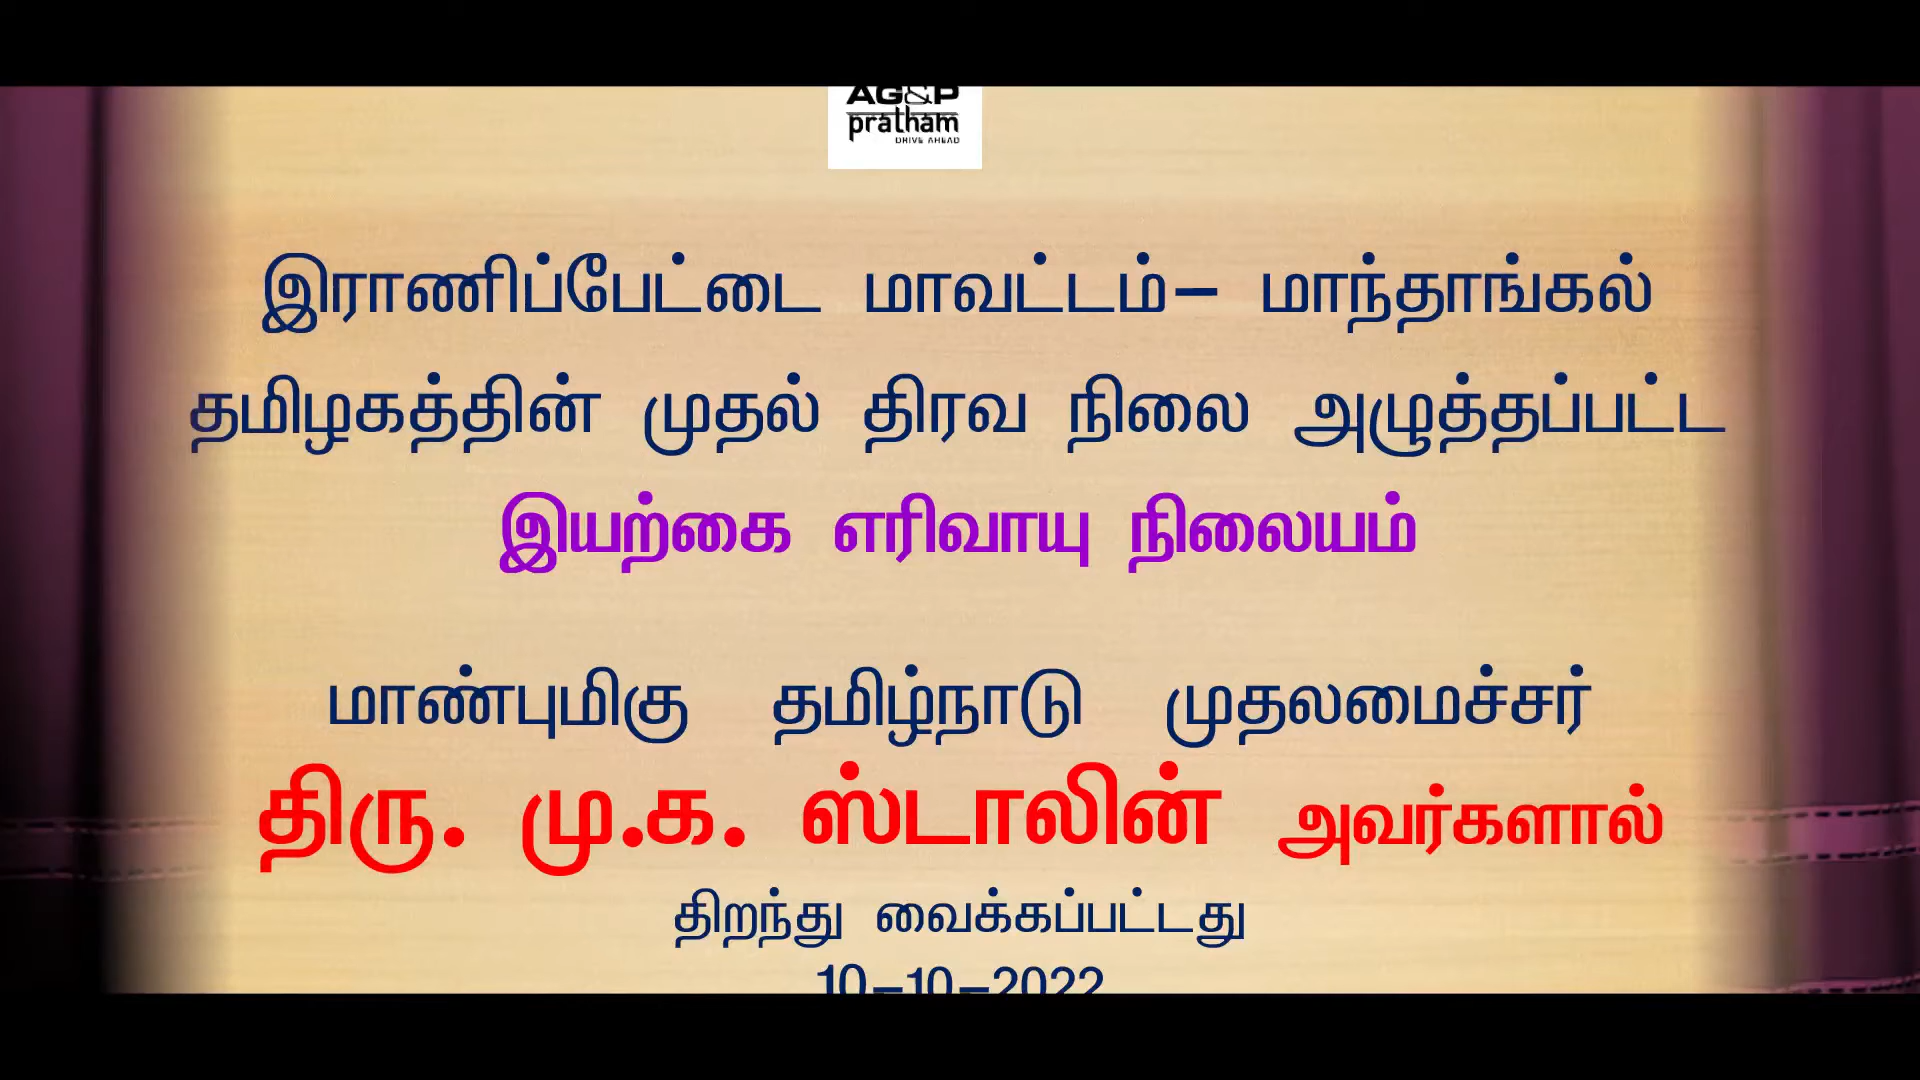 AG&P
pratham
DRIVE AHEAD
இராணிப்பேட்டை மாவட்டம்– மாந்தாங்கல்
தமிழகத்தின் முதல் திரவ நிலை அழுத்தப்பட்ட
இயற்கை எரிவாயு நிலையம்
மாண்புமிகு தமிழ்நாடு முதலமைச்சர்
திரு. மு.க. ஸ்டாலின் அவர்களால்
திறந்து வைக்கப்பட்டது
10–10–2022